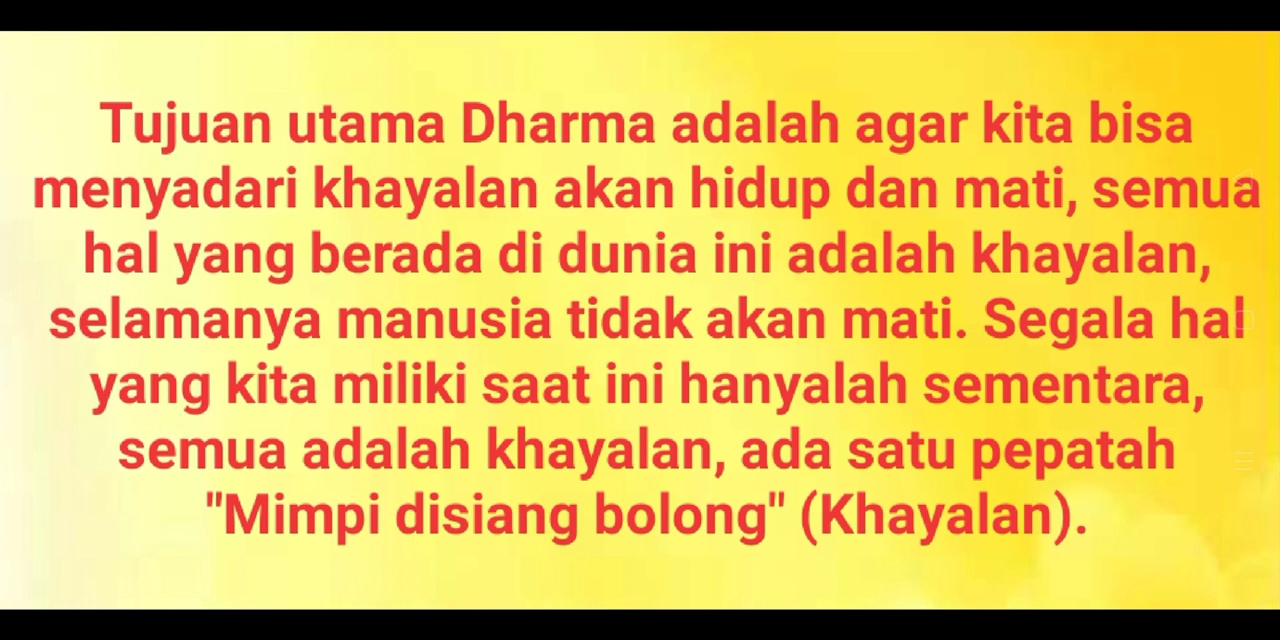 Tujuan utama Dharma adalah agar kita bisa
menyadari khayalan akan hidup dan mati, semua
hal yang berada di dunia ini adalah khayalan,
selamanya manusia tidak akan mati. Segala hal
yang kita miliki saat ini hanyalah sementara,
semua adalah khayalan, ada satu pepatah
"Mimpi disiang bolong" (Khayalan).